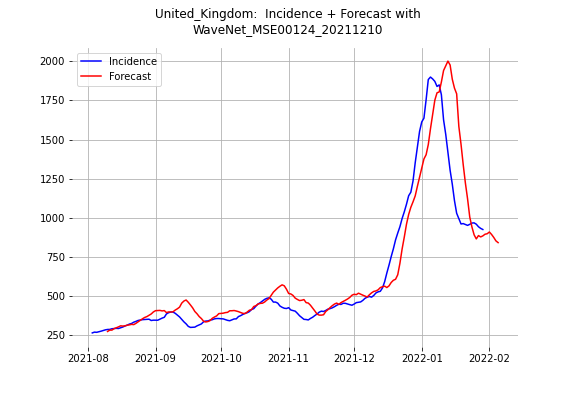 United_Kingdom:  Incidence + Forecast with
WaveNet_MSE00124_20211210
Incidence
Forecast
2000
1750
1500
1250
1000
750
500
250
2021-08 2021-09 2021-10 2021-11 2021-12 2022-01 2022-02